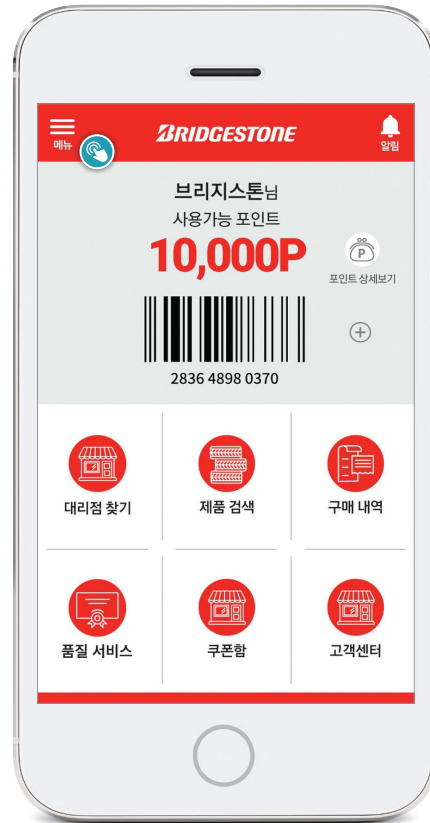 메뉴
BRIDGESTONE
알림
브리지스톤님
사용가능 포인트
10,000P
P
포인트 상세보기
2836 4898 0370
대리점 찾기
제품 검색
구매 내역
품질 서비스
쿠폰함
고객센터